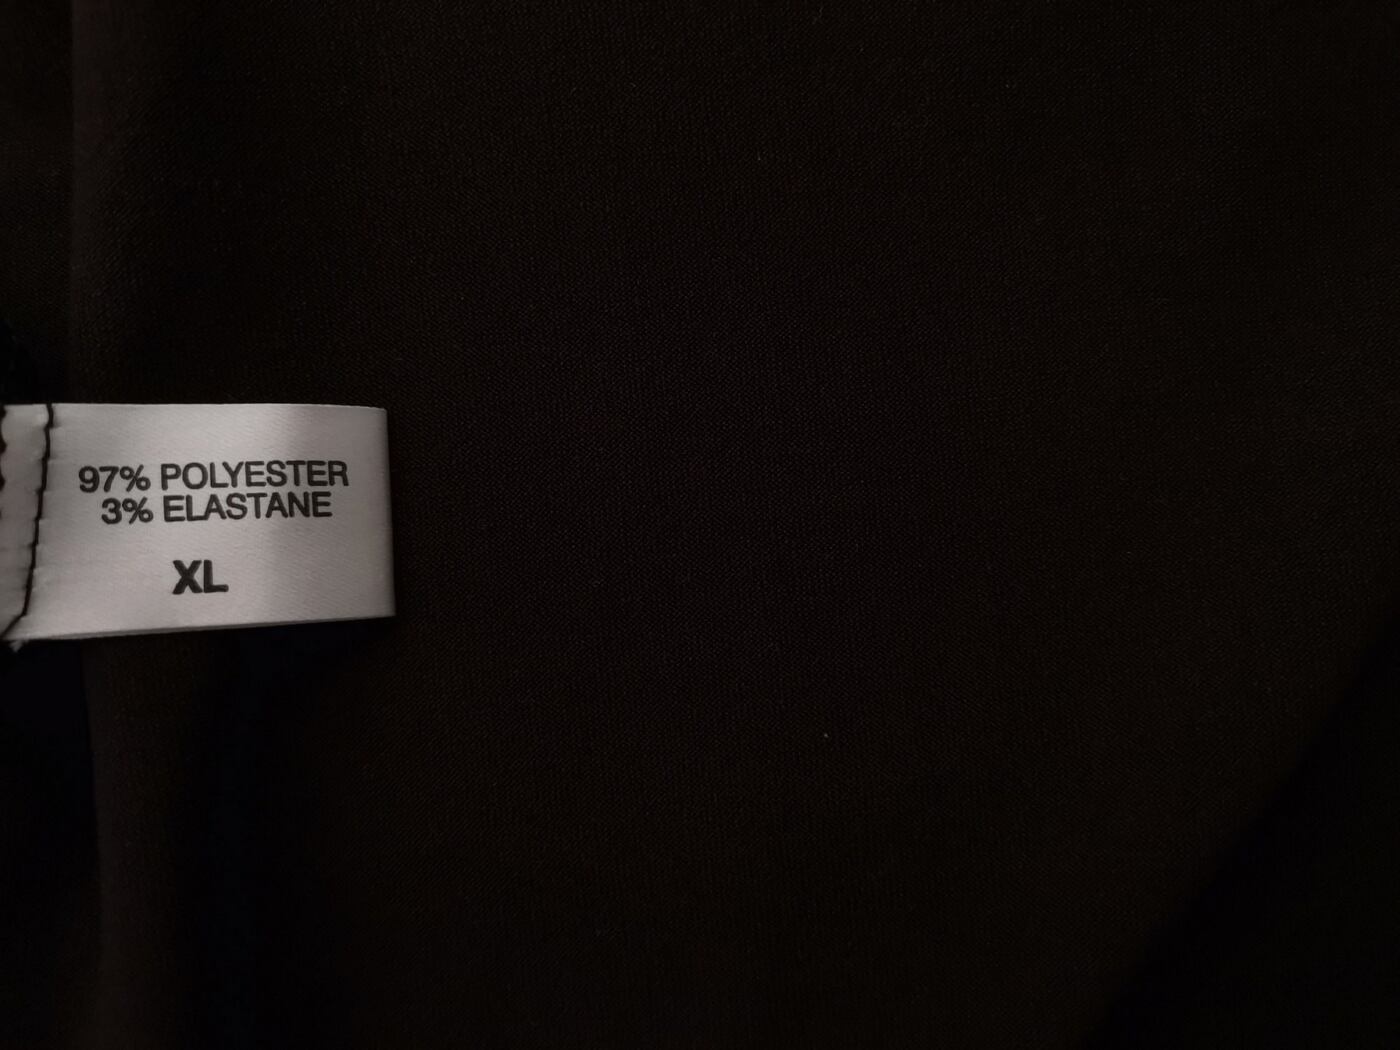 97% POLYESTER
3% ELASTANE
XL